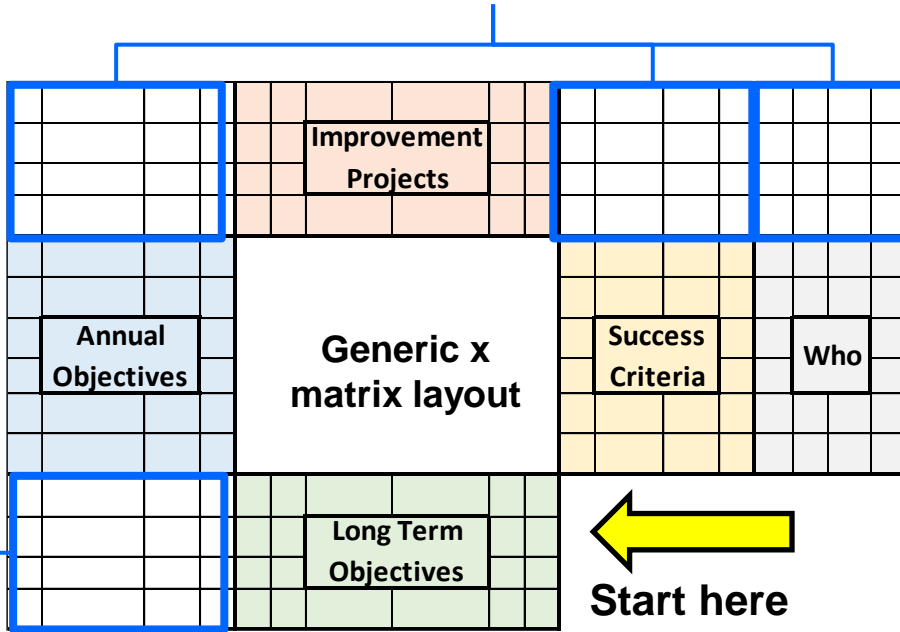 Improvement
Projects
Annual
Objectives
Generic x
matrix layout
Success
Criteria
Who
Long Term
Objectives
Start here